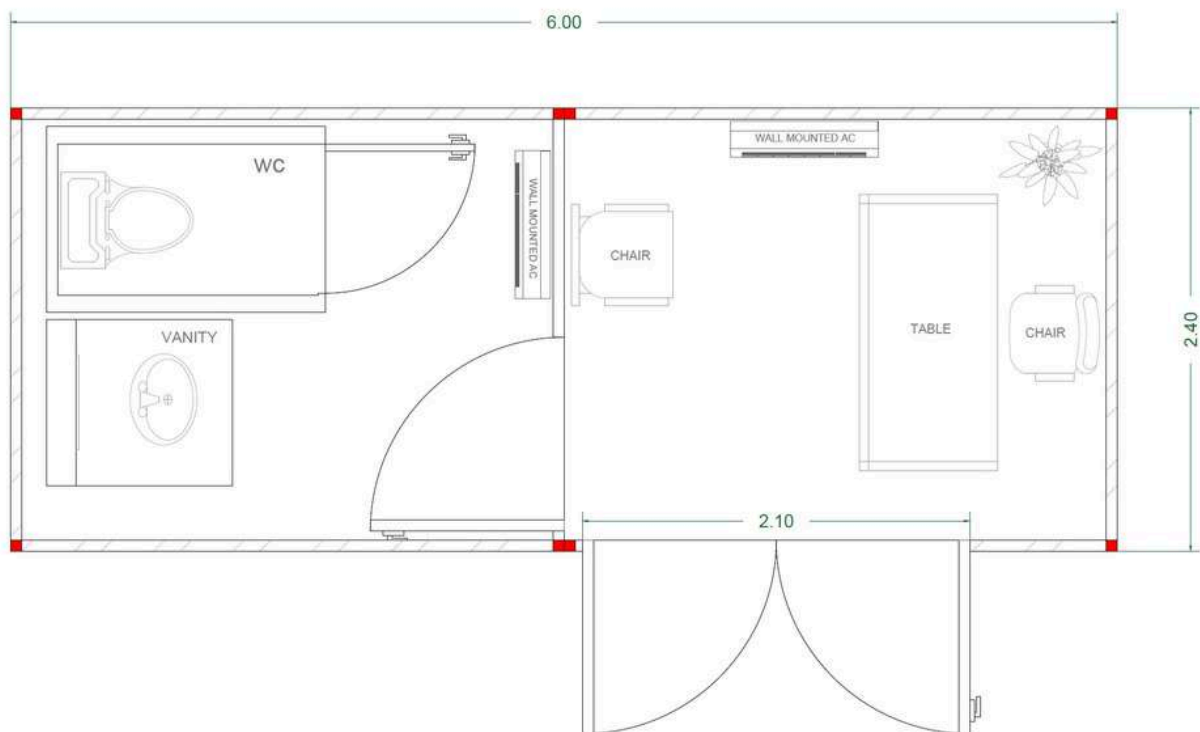 6.00
WC
WALL MOUNTED AC
WALL MOUNTED AC
CHAIR
TABLE
CHAIR
VANITY
2.40
2.10